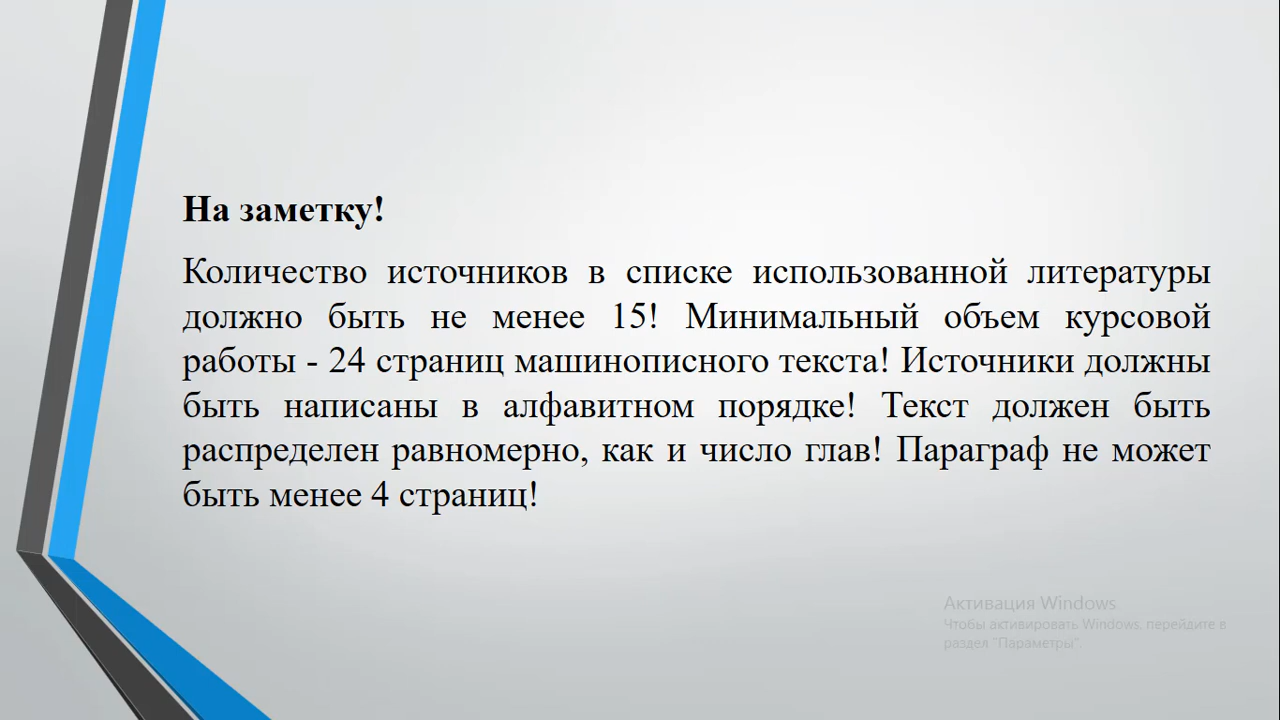 На заметку!
Количество источников в списке использованной литературы
должно быть не менее 15! Минимальный объем курсовой
работы - 24 страниц машинописного текста! Источники должны
быть написаны в алфавитном порядке! Текст должен быть
распределен равномерно, как и число глав! Параграф не может
быть менее 4 страниц!
Активация Windows
Чтобы активировать Windows, перейдите в
раздел "Параметры".